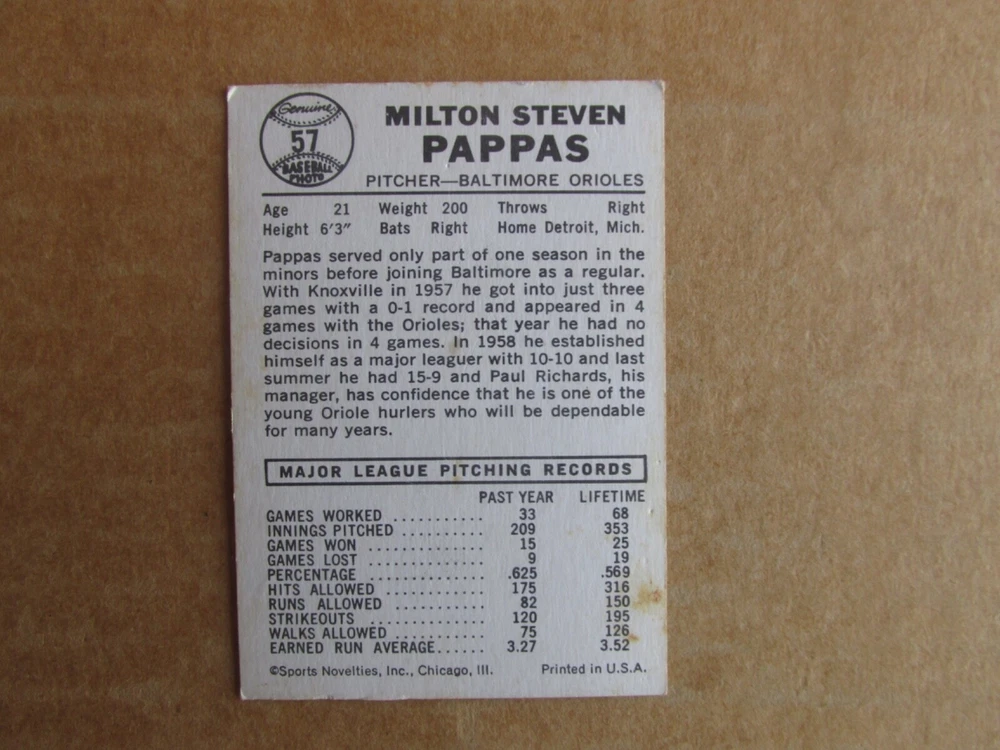 Genuine
57
BASEBALL
PHOTO
MILTON STEVEN
PAPPAS
PITCHER—BALTIMORE ORIOLES
Age 21 Weight 200 Throws Right
Height 6'3" Bats Right Home Detroit, Mich.
Pappas served only part of one season in the
minors before joining Baltimore as a regular.
With Knoxville in 1957 he got into just three
games with a 0-1 record and appeared in 4
games with the Orioles; that year he had no
decisions in 4 games. In 1958 he established
himself as a major leaguer with 10-10 and last
summer he had 15-9 and Paul Richards, his
manager, has confidence that he is one of the
young Oriole hurlers who will be dependable
for many years.
MAJOR LEAGUE PITCHING RECORDS
PAST YEAR LIFETIME
GAMES WORKED ........... 33 68
INNINGS PITCHED .......... 209 353
GAMES WON .............. 15 25
GAMES LOST .............. 9 19
PERCENTAGE .............. .625 .569
HITS ALLOWED ............ 175 316
RUNS ALLOWED ........... 82 150
STRIKEOUTS .............. 120 195
WALKS ALLOWED ........... 75 126
EARNED RUN AVERAGE...... 3.27 3.52
©Sports Novelties, Inc., Chicago, Ill. Printed in U.S.A.